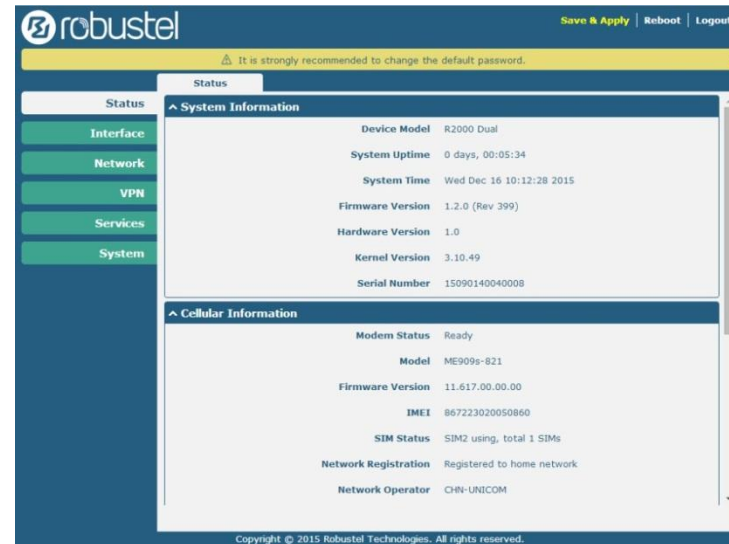 robustel
Save & Apply | Reboot | Logout
It is strongly recommended to change the default password.
Status
Status
Interface
Network
VPN
Services
System
System Information
Device Model R2000 Dual
System Uptime 0 days, 00:05:34
System Time Wed Dec 16 10:12:28 2015
Firmware Version 1.2.0 (Rev 399)
Hardware Version 1.0
Kernel Version 3.10.49
Serial Number 15090140040008
Cellular Information
Modem Status Ready
Model ME909s-821
Firmware Version 11.617.00.00.00
IMEI 867223020050860
SIM Status SIM2 using, total 1 SIMs
Network Registration Registered to home network
Network Operator CHN-UNICOM
Copyright © 2015 Robustel Technologies. All rights reserved.